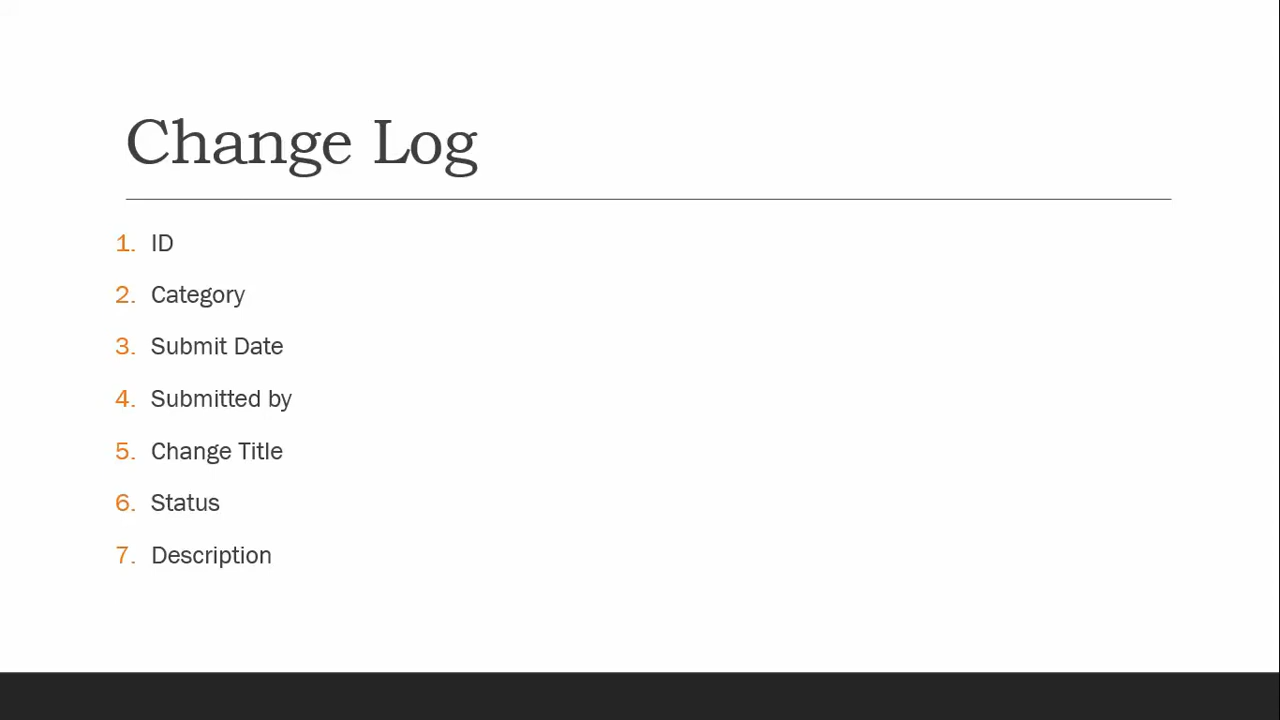 Change Log
1. ID
2. Category
3. Submit Date
4. Submitted by
5. Change Title
6. Status
7. Description